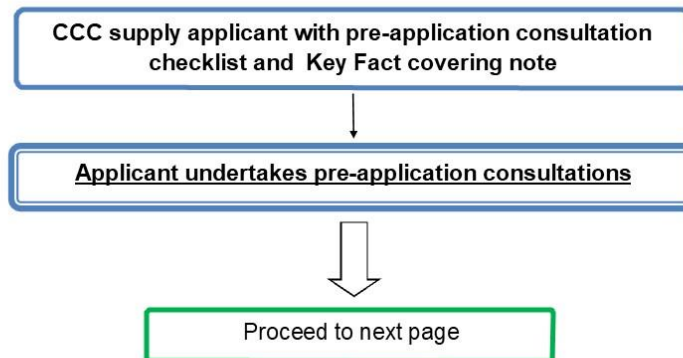 CCC supply applicant with pre-application consultation
checklist and Key Fact covering note
Applicant undertakes pre-application consultations
Proceed to next page